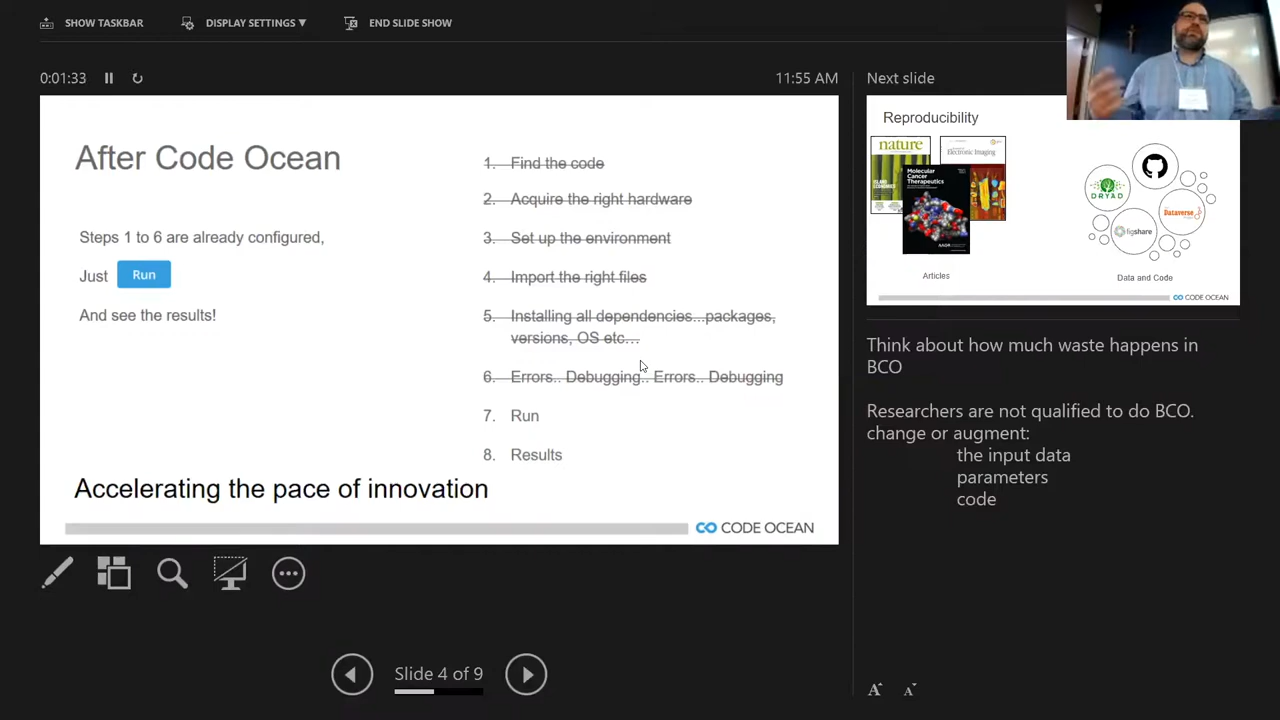 SHOW TASKBAR
DISPLAY SETTINGS ▼
END SLIDE SHOW
0:01:33
11:55 AM
After Code Ocean
Steps 1 to 6 are already configured,
Just Run
And see the results!
1. Find the code
2. Acquire the right hardware
3. Set up the environment
4. Import the right files
5. Installing all dependencies...packages,
versions, OS etc...
6. Errors.. Debugging.. Errors.. Debugging
7. Run
8. Results
Accelerating the pace of innovation
CODE OCEAN
Slide 4 of 9
Next slide
Reproducibility
nature
Electronic Imaging
Molecular
Cancer
Therapeutics
Articles
DRYAD
Dataverse
figshare
Data and Code
CODE OCEAN
Think about how much waste happens in
BCO
Researchers are not qualified to do BCO.
change or augment:
the input data
parameters
code
A A